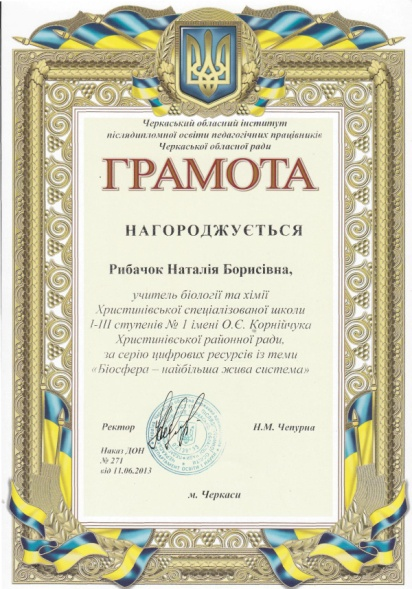 Черкаський обласний інститут
післядипломної освіти педагогічних працівників
Черкаської обласної ради
ГРАМОТА
НАГОРОДЖУЄТЬСЯ
Рибачок Наталія Борисівна,
учитель біології та хімії
Христинівської спеціалізованої школи
І-ІІІ ступенів № 1 імені О.Є. Корнійчука
Христинівської районної ради,
за серію цифрових ресурсів із теми
«Біосфера – найбільша жива система»
Ректор Н.М. Чепурна
Наказ ДОН
№ 271
від 11.06.2013
м. Черкаси